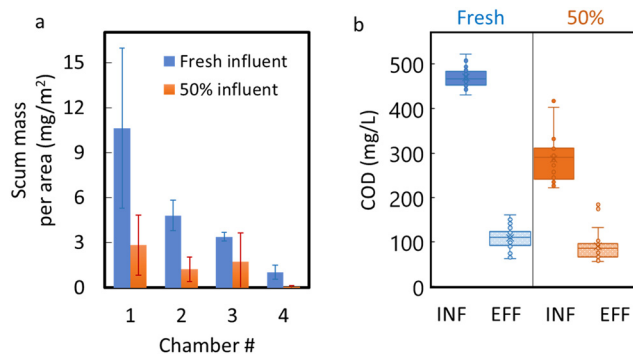 a
Scum mass
per area (mg/m²)
15
12
9
6
3
0
Fresh influent
50% influent
1 2 3 4
Chamber #
b
Fresh 50%
COD (mg/L)
500
400
300
200
100
0
INF EFF INF EFF